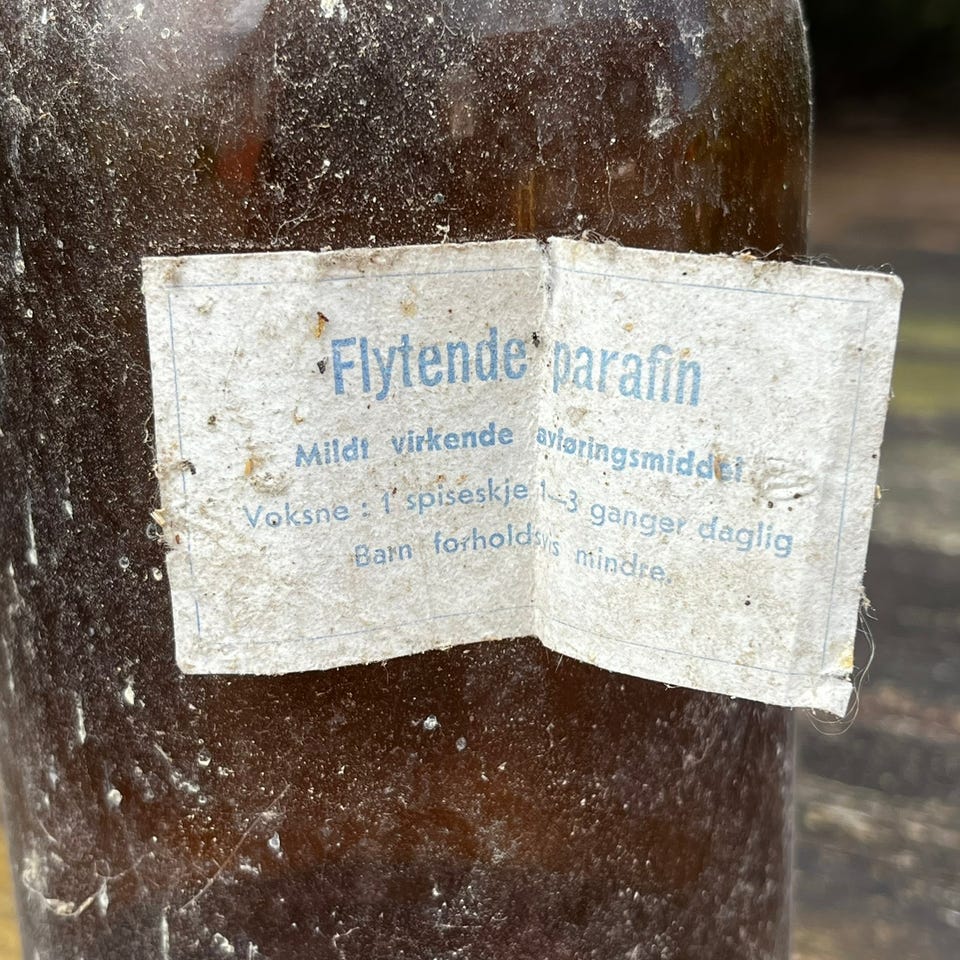 Flytende parafin
Mildt virkende avføringsmiddel
Voksne : 1 spiseskje 1—3 ganger daglig
Barn forholdsvis mindre.